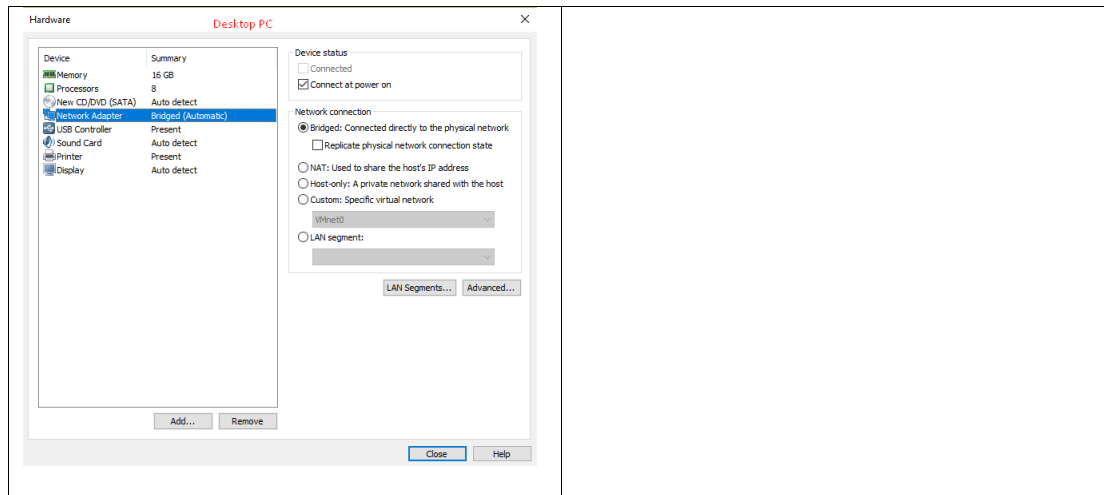 Hardware
Desktop PC
Device Summary
Memory 16 GB
Processors 8
New CD/DVD (SATA) Auto detect
Network Adapter Bridged (Automatic)
USB Controller Present
Sound Card Auto detect
Printer Present
Display Auto detect
Add... Remove
Device status
Connected
Connect at power on
Network connection
Bridged: Connected directly to the physical network
Replicate physical network connection state
NAT: Used to share the host's IP address
Host-only: A private network shared with the host
Custom: Specific virtual network
VMnet0
LAN segment:
LAN Segments... Advanced...
Close Help